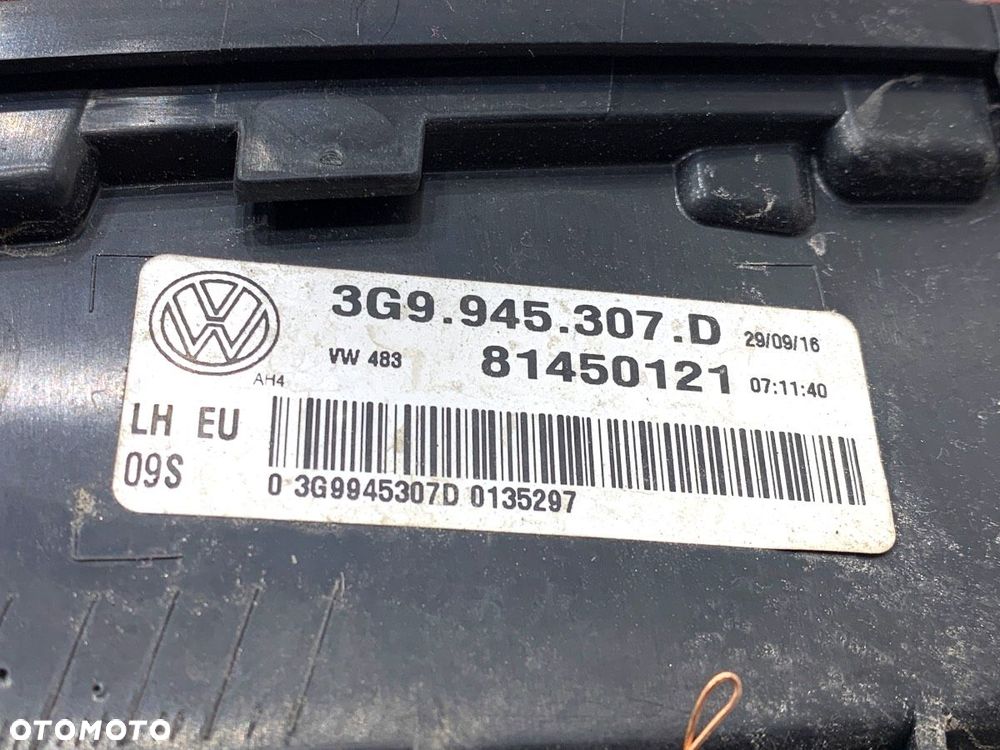 3G9.945.307.D 29/09/16
VW 483 81450121 07:11:40
AH4
LH EU
09S
0 3G9945307D 0135297
OTOMOTO